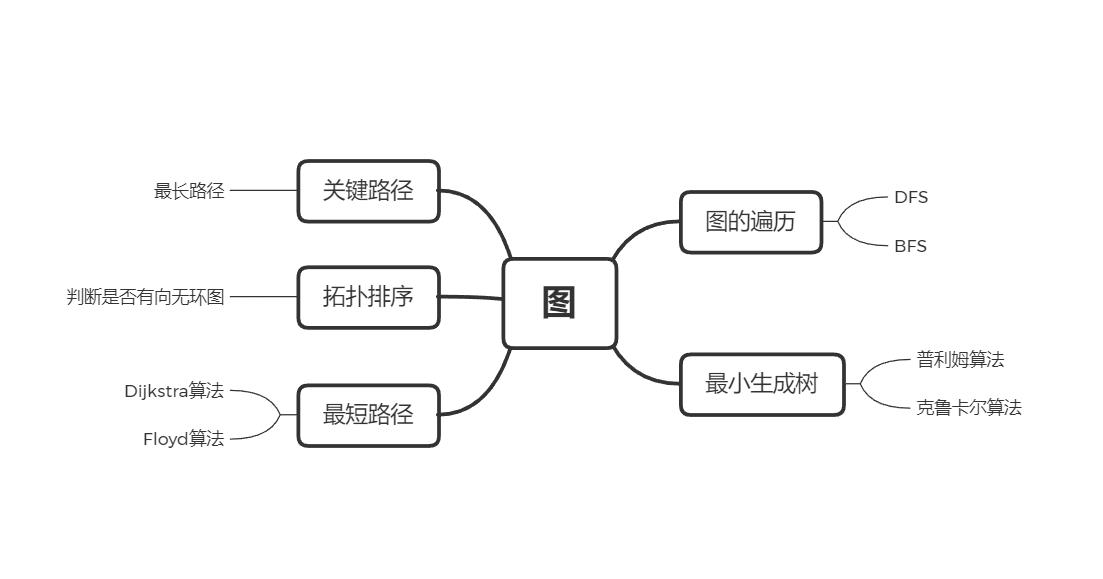 图
图的遍历
DFS
BFS
最小生成树
普利姆算法
克鲁卡尔算法
关键路径
最长路径
拓扑排序
判断是否有向无环图
最短路径
Dijkstra算法
Floyd算法